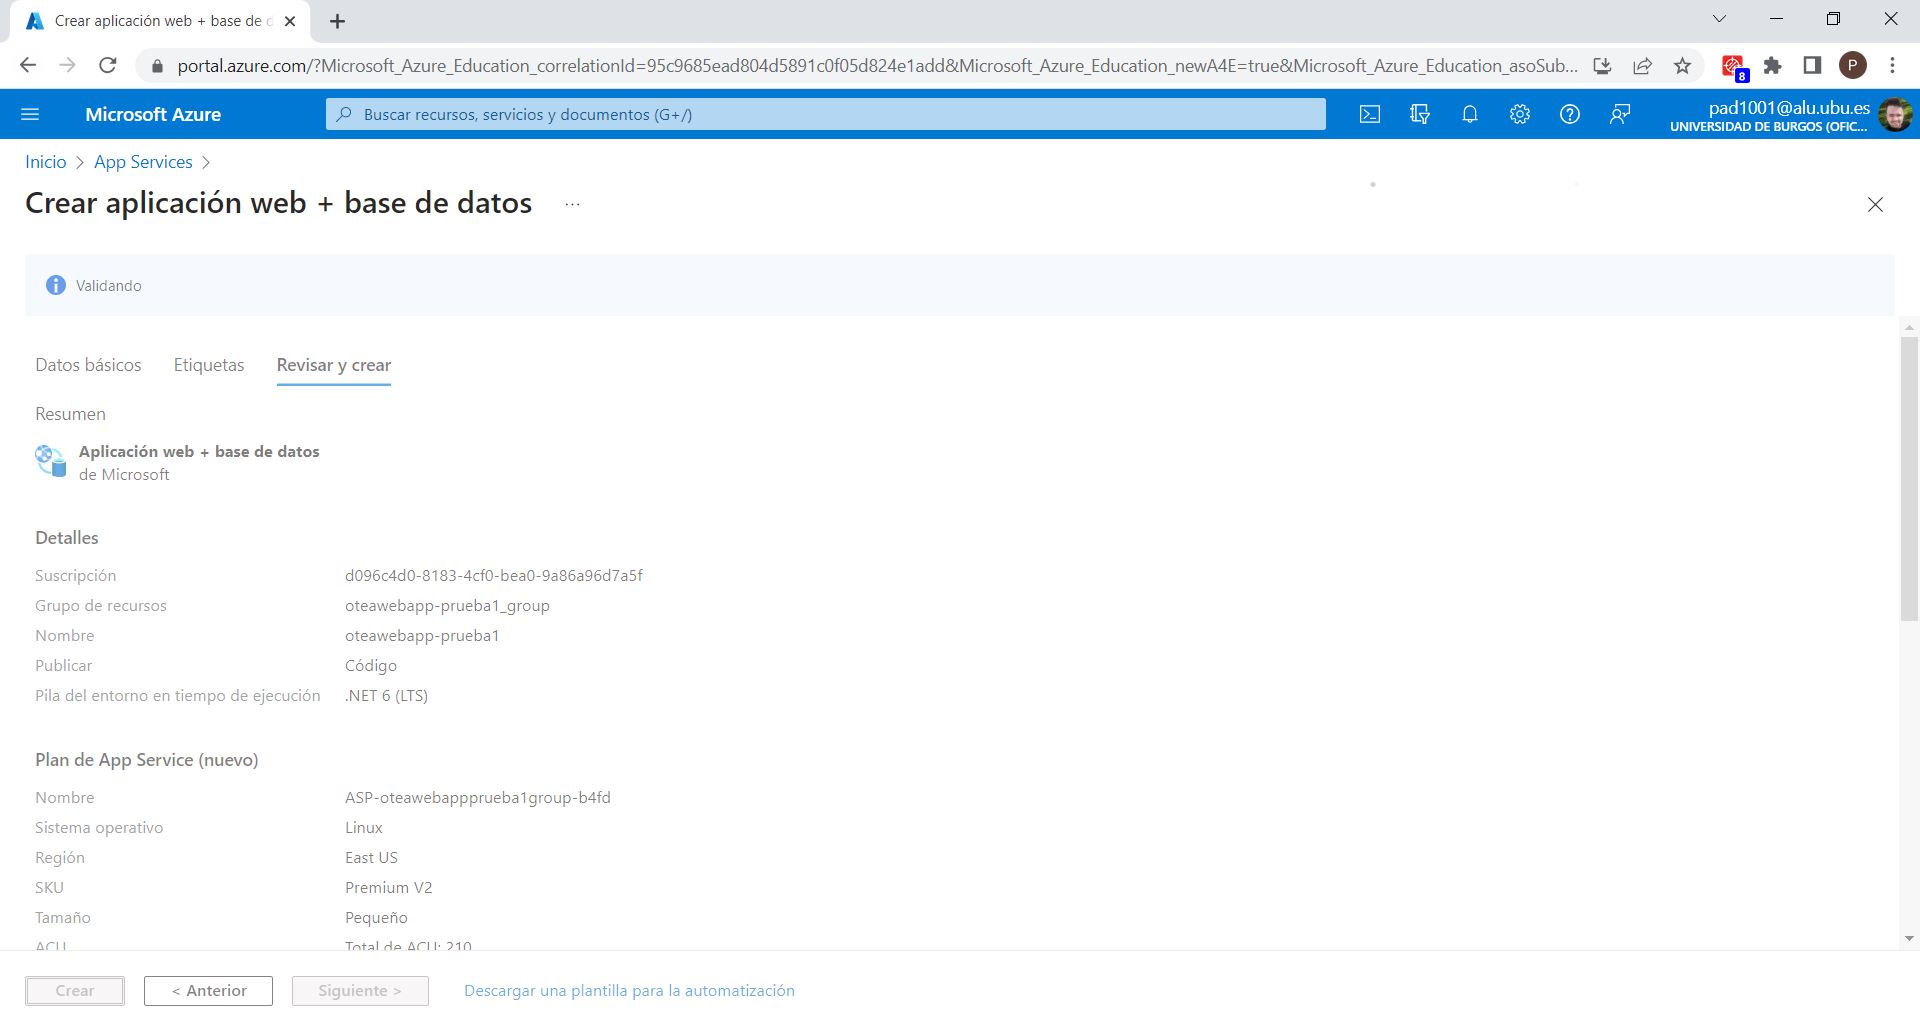 Crear aplicación web + base de d
portal.azure.com/?Microsoft_Azure_Education_correlationId=95c9685ead804d5891c0f05d824e1add&Microsoft_Azure_Education_newA4E=true&Microsoft_Azure_Education_asoSub...
8
P
Microsoft Azure
Buscar recursos, servicios y documentos (G+/)
pad1001@alu.ubu.es
UNIVERSIDAD DE BURGOS (OFIC...
Inicio > App Services >
Crear aplicación web + base de datos ...
Validando
Datos básicos Etiquetas Revisar y crear
Resumen
Aplicación web + base de datos
de Microsoft
Detalles
Suscripción d096c4d0-8183-4cf0-bea0-9a86a96d7a5f
Grupo de recursos oteawebapp-prueba1_group
Nombre oteawebapp-prueba1
Publicar Código
Pila del entorno en tiempo de ejecución .NET 6 (LTS)
Plan de App Service (nuevo)
Nombre ASP-oteawebappprueba1group-b4fd
Sistema operativo Linux
Región East US
SKU Premium V2
Tamaño Pequeño
ACU Total de ACU: 210
Crear < Anterior Siguiente > Descargar una plantilla para la automatización